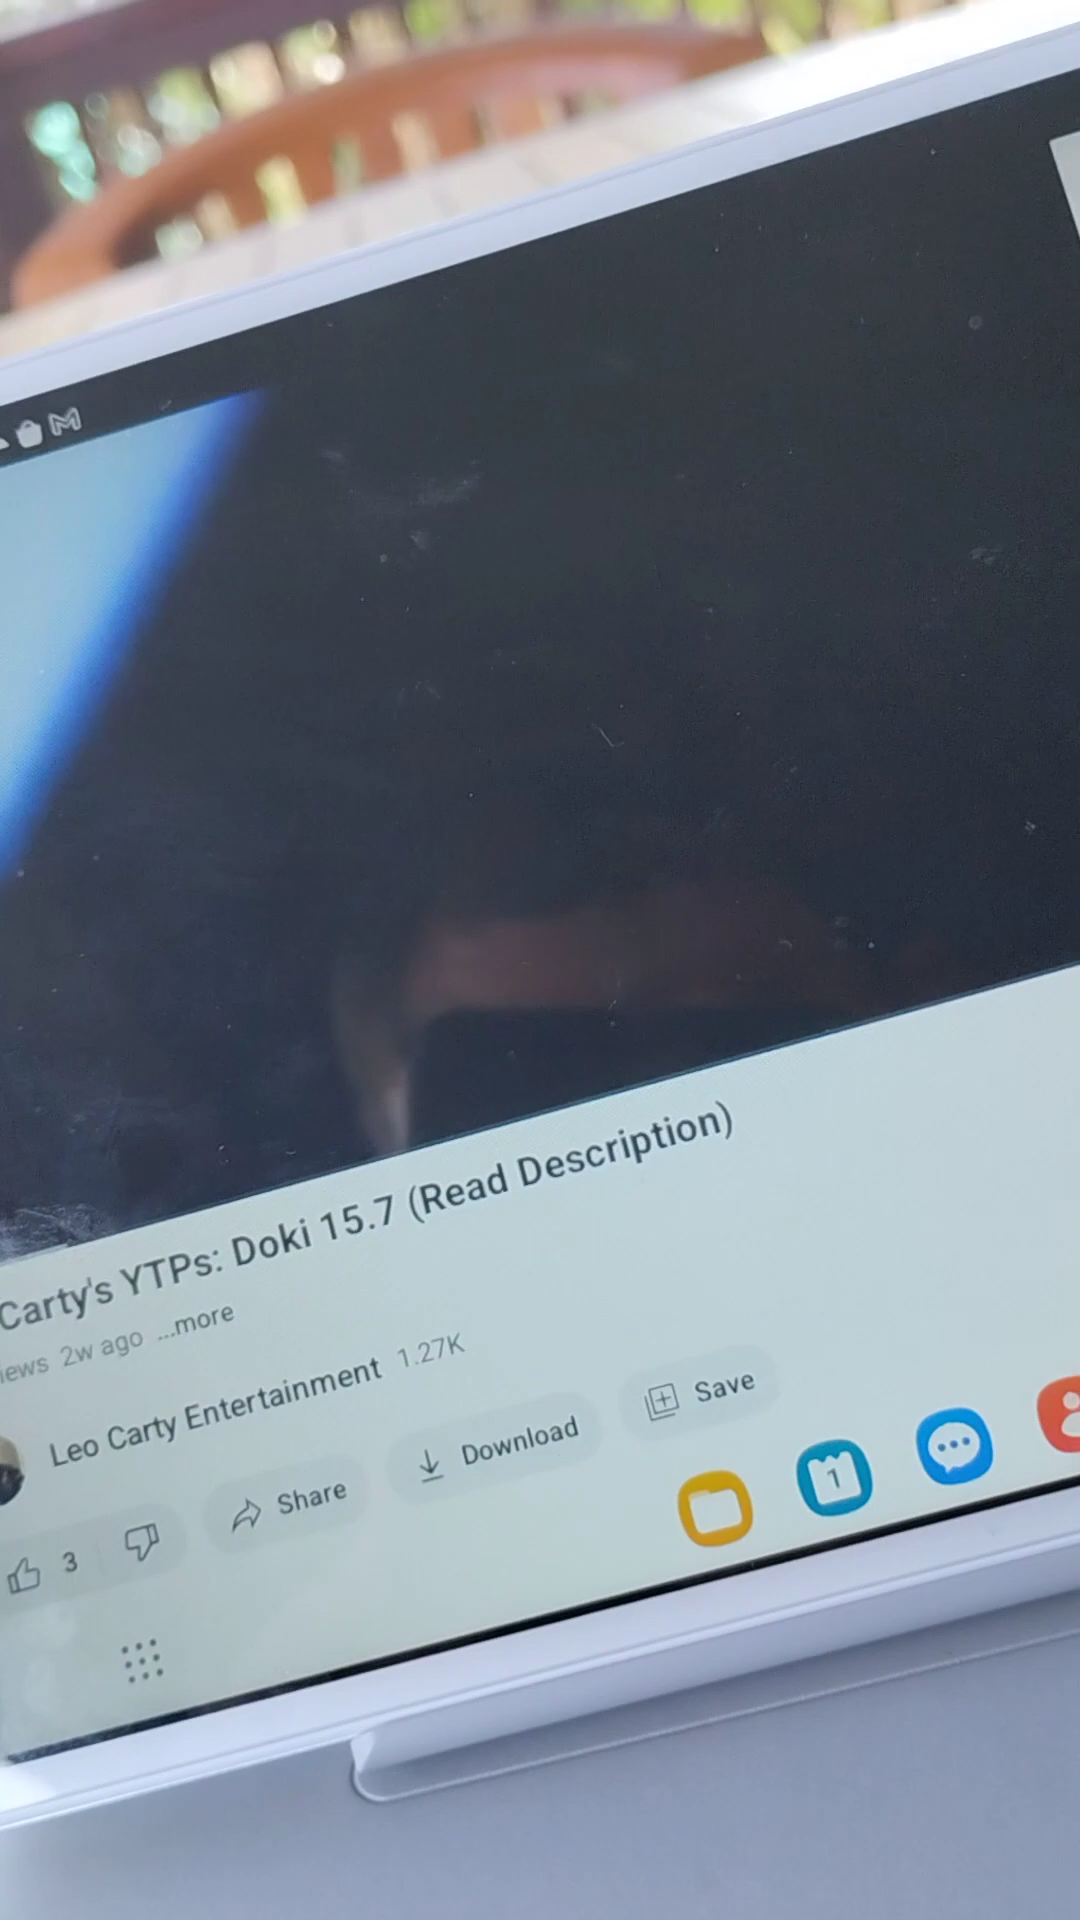 Carty's YTPs: Doki 15.7 (Read Description)
2w ago ...more
Leo Carty Entertainment 1.27K
3 Share Download Save
1